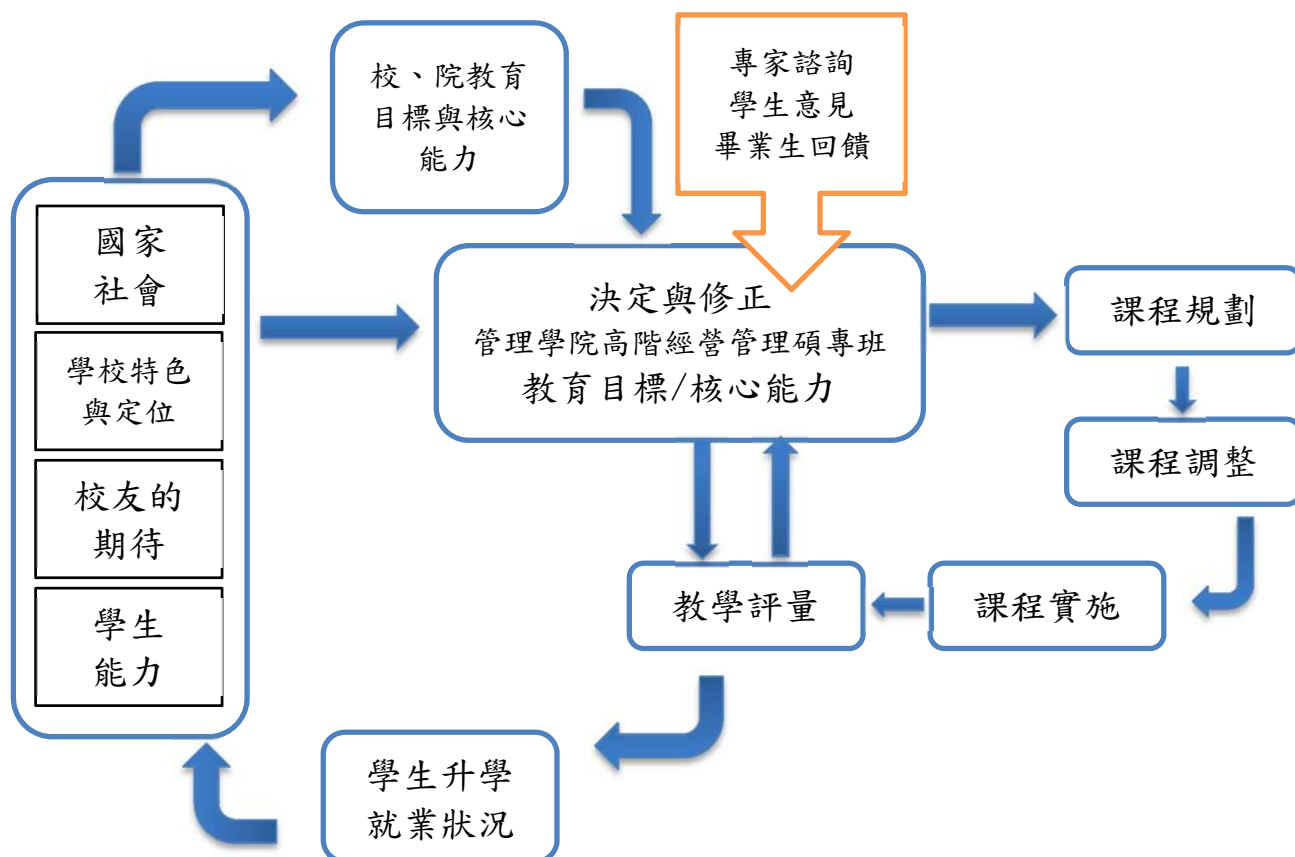 校、院教育
目標與核心
能力
專家諮詢
學生意見
畢業生回饋
國家
社會
學校特色
與定位
校友的
期待
學生
能力
決定與修正
管理學院高階經營管理碩專班
教育目標/核心能力
課程規劃
課程調整
課程實施
教學評量
學生升學
就業狀況